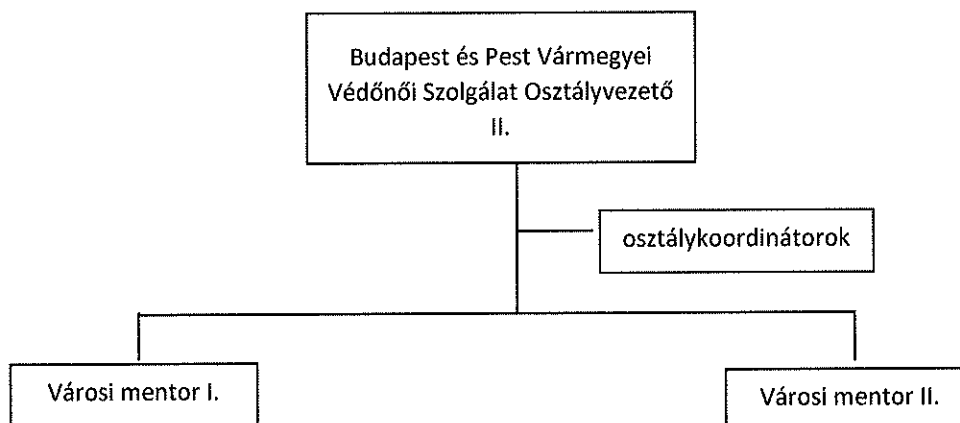 Budapest és Pest Vármegyei
Védőnői Szolgálat Osztályvezető
II.
osztálykoordinátorok
Városi mentor I.
Városi mentor II.